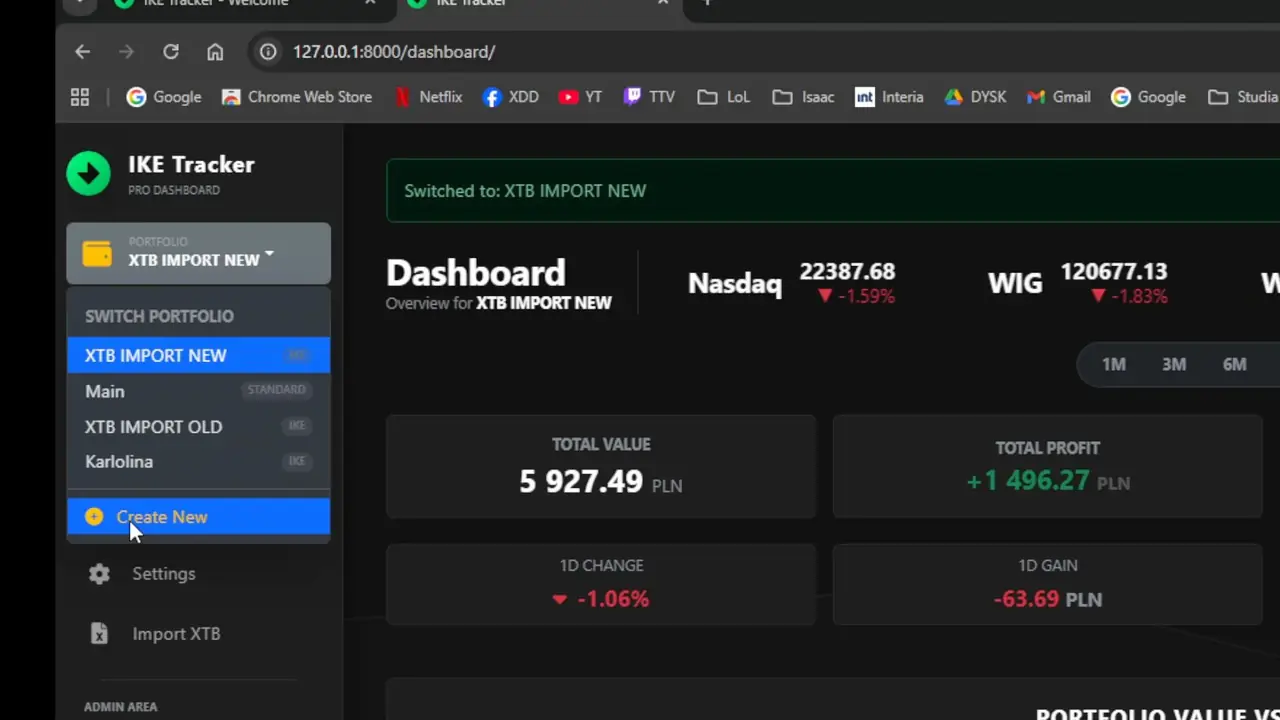 IKE Tracker - Welcome
IKE Tracker
127.0.0.1:8000/dashboard/
Google
Chrome Web Store
Netflix
XDD
YT
TTV
LoL
Isaac
int
Interia
DYSK
Gmail
Google
Studia
IKE Tracker
PRO DASHBOARD
PORTFOLIO
XTB IMPORT NEW
SWITCH PORTFOLIO
XTB IMPORT NEW IKE
Main STANDARD
XTB IMPORT OLD IKE
Karlolina IKE
Create New
Settings
Import XTB
ADMIN AREA
Switched to: XTB IMPORT NEW
Dashboard
Overview for XTB IMPORT NEW
Nasdaq
22387.68
▼ -1.59%
WIG
120677.13
▼ -1.83%
W
1M 3M 6M
TOTAL VALUE
5 927.49 PLN
TOTAL PROFIT
+1 496.27 PLN
1D CHANGE
-1.06%
1D GAIN
-63.69 PLN
PORTFOLIO VALUE VS